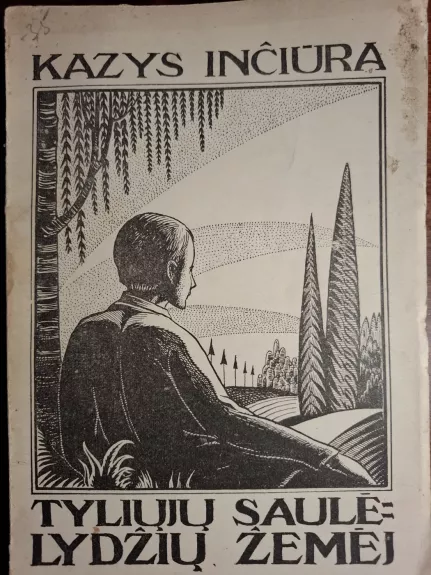 KAZYS INČIŪRA
TYLIŲJŲ SAULĖ=
LYDŽIŲ ŽEMĖJ